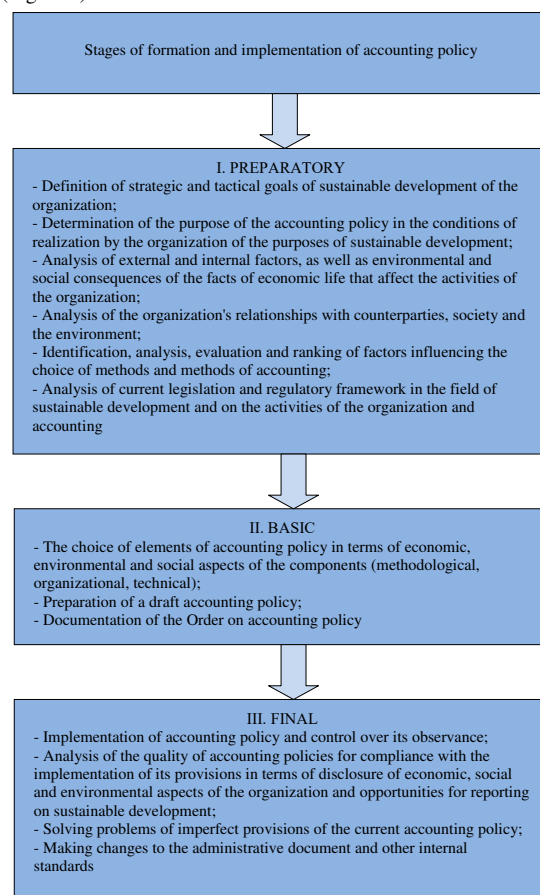 Stages of formation and implementation of accounting policy
I. PREPARATORY
- Definition of strategic and tactical goals of sustainable development of the
organization;
- Determination of the purpose of the accounting policy in the conditions of
realization by the organization of the purposes of sustainable development;
- Analysis of external and internal factors, as well as environmental and
social consequences of the facts of economic life that affect the activities of
the organization;
- Analysis of the organization's relationships with counterparties, society and
the environment;
- Identification, analysis, evaluation and ranking of factors influencing the
choice of methods and methods of accounting;
- Analysis of current legislation and regulatory framework in the field of
sustainable development and on the activities of the organization and
accounting
II. BASIC
- The choice of elements of accounting policy in terms of economic,
environmental and social aspects of the components (methodological,
organizational, technical);
- Preparation of a draft accounting policy;
- Documentation of the Order on accounting policy
III. FINAL
- Implementation of accounting policy and control over its observance;
- Analysis of the quality of accounting policies for compliance with the
implementation of its provisions in terms of disclosure of economic, social
and environmental aspects of the organization and opportunities for reporting
on sustainable development;
- Solving problems of imperfect provisions of the current accounting policy;
- Making changes to the administrative document and other internal
standards